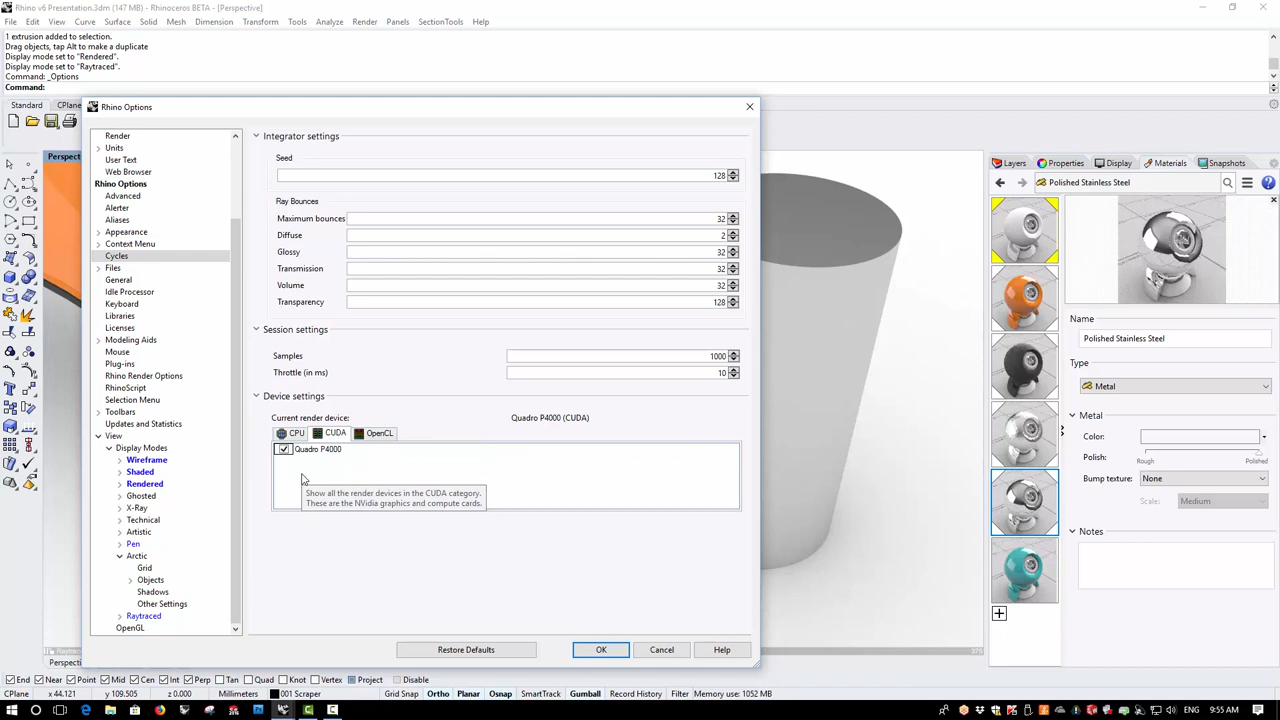 Rhino v6 Presentation.3dm (147 MB) - Rhinoceros BETA - [Perspective]
File Edit View Curve Surface Solid Mesh Dimension Transform Tools Analyze Render Panels SectionTools Help
1 extrusion added to selection.
Drag objects, tap Alt to make a duplicate
Display mode set to "Rendered".
Display mode set to "Raytraced".
Command: _Options
Command:
Standard CPlane
Rhino Options
Render
Units
User Text
Web Browser
Rhino Options
Advanced
Alerter
Aliases
Appearance
Context Menu
Cycles
Files
General
Idle Processor
Keyboard
Libraries
Licenses
Modeling Aids
Mouse
Plug-ins
Rhino Render Options
RhinoScript
Selection Menu
Toolbars
Updates and Statistics
View
Display Modes
Wireframe
Shaded
Rendered
Ghosted
X-Ray
Technical
Artistic
Pen
Arctic
Grid
Objects
Shadows
Other Settings
Raytraced
OpenGL
Integrator settings
Seed
128
Ray Bounces
Maximum bounces 32
Diffuse 2
Glossy 32
Transmission 32
Volume 32
Transparency 128
Session settings
Samples 1000
Throttle (in ms) 10
Device settings
Current render device: Quadro P4000 (CUDA)
CPU CUDA OpenCL
Quadro P4000
Show all the render devices in the CUDA category.
These are the NVidia graphics and compute cards.
Restore Defaults OK Cancel Help
Layers Properties Display Materials Snapshots
Polished Stainless Steel
Name
Polished Stainless Steel
Type
Metal
Metal
Color:
Polish: Rough Polished
Bump texture: None
Scale: Medium
Notes
Perspect
Raytrace
375
Perspecti
End Near Point Mid Cen Int Perp Tan Quad Knot Vertex Project Disable
CPlane x 44.121 y 109.505 z 0.000 Millimeters 001 Scraper Grid Snap Ortho Planar Osnap SmartTrack Gumball Record History Filter Memory use: 1052 MB
ENG 9:55 AM